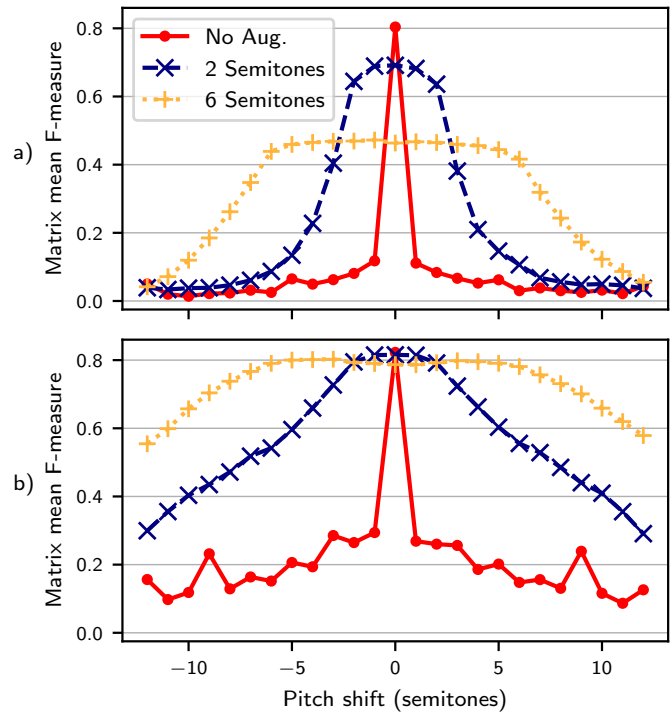 a)
Matrix mean F-measure
0.8
0.6
0.4
0.2
0.0
No Aug.
2 Semitones
6 Semitones
b)
Matrix mean F-measure
0.8
0.6
0.4
0.2
0.0
−10
−5
0
5
10
Pitch shift (semitones)